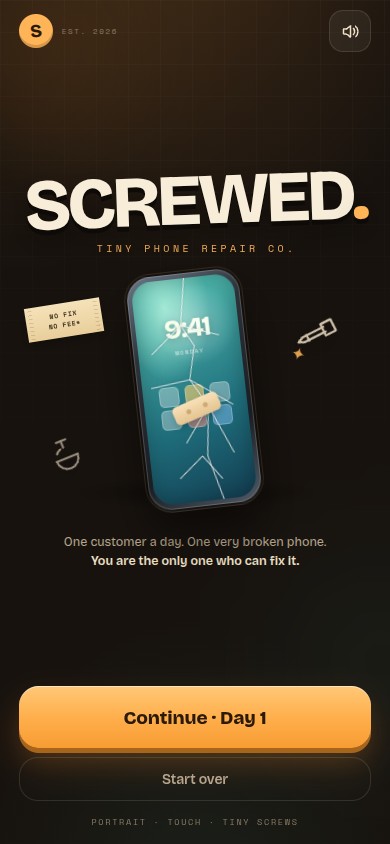 S
EST. 2026
SCREWED.
TINY PHONE REPAIR CO.
NO FIX
NO FEE*
9:41
MONDAY
One customer a day. One very broken phone.
You are the only one who can fix it.
Continue · Day 1
Start over
PORTRAIT · TOUCH · TINY SCREWS